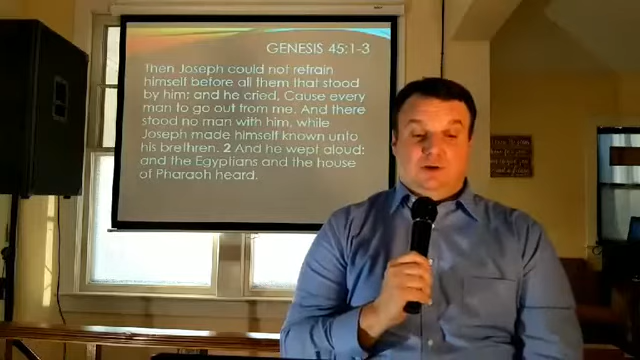 GENESIS 45:1-3
Then Joseph could not refrain
himself before all them that stood
by him; and he cried, Cause every
man to go out from me. And there
stood no man with him, while
Joseph made himself known unto
his brethren. 2 And he wept aloud:
and the Egyptians and the house
of Pharaoh heard.